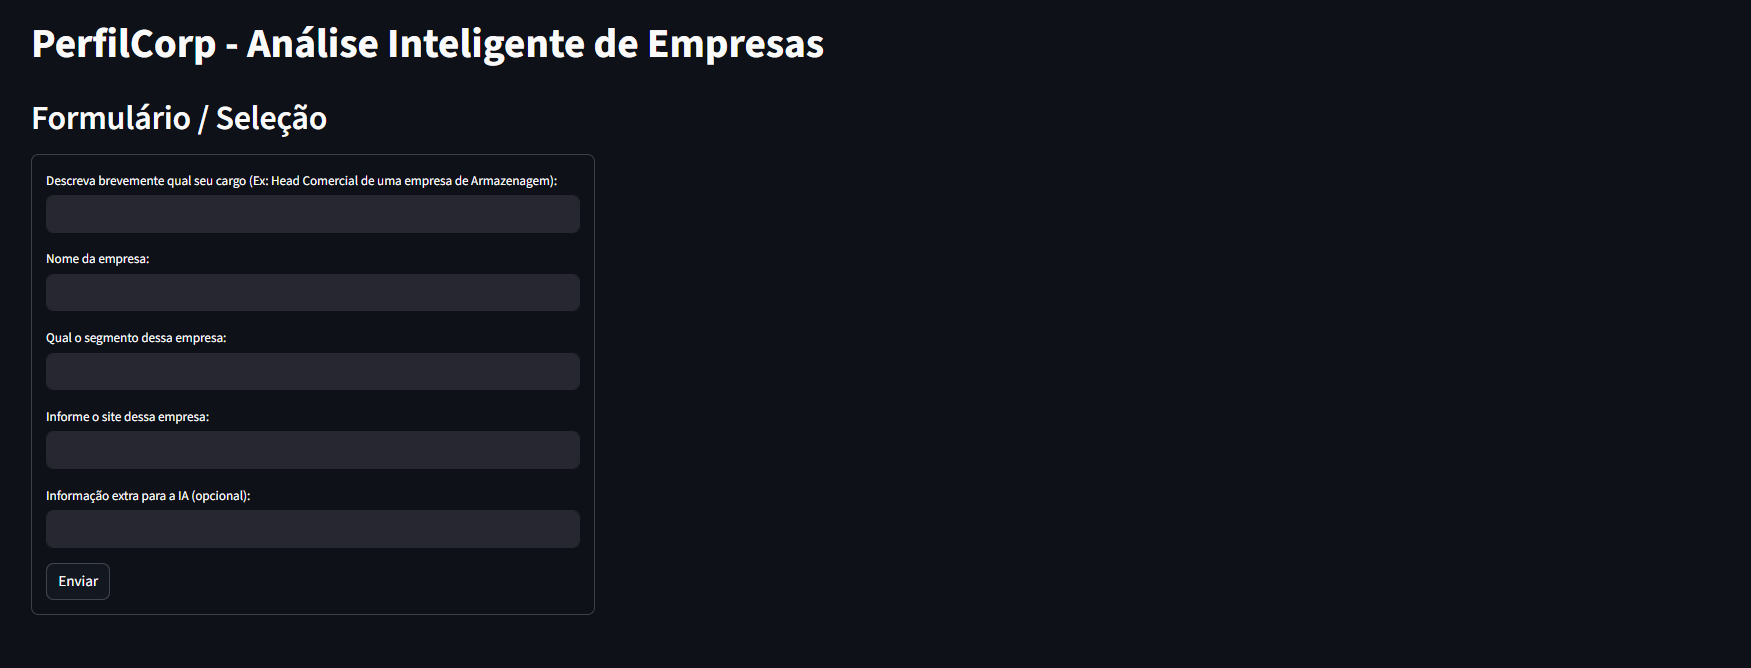 PerfilCorp - Análise Inteligente de Empresas
Formulário / Seleção
Descreva brevemente qual seu cargo (Ex: Head Comercial de uma empresa de Armazenagem):
Nome da empresa:
Qual o segmento dessa empresa:
Informe o site dessa empresa:
Informação extra para a IA (opcional):
Enviar